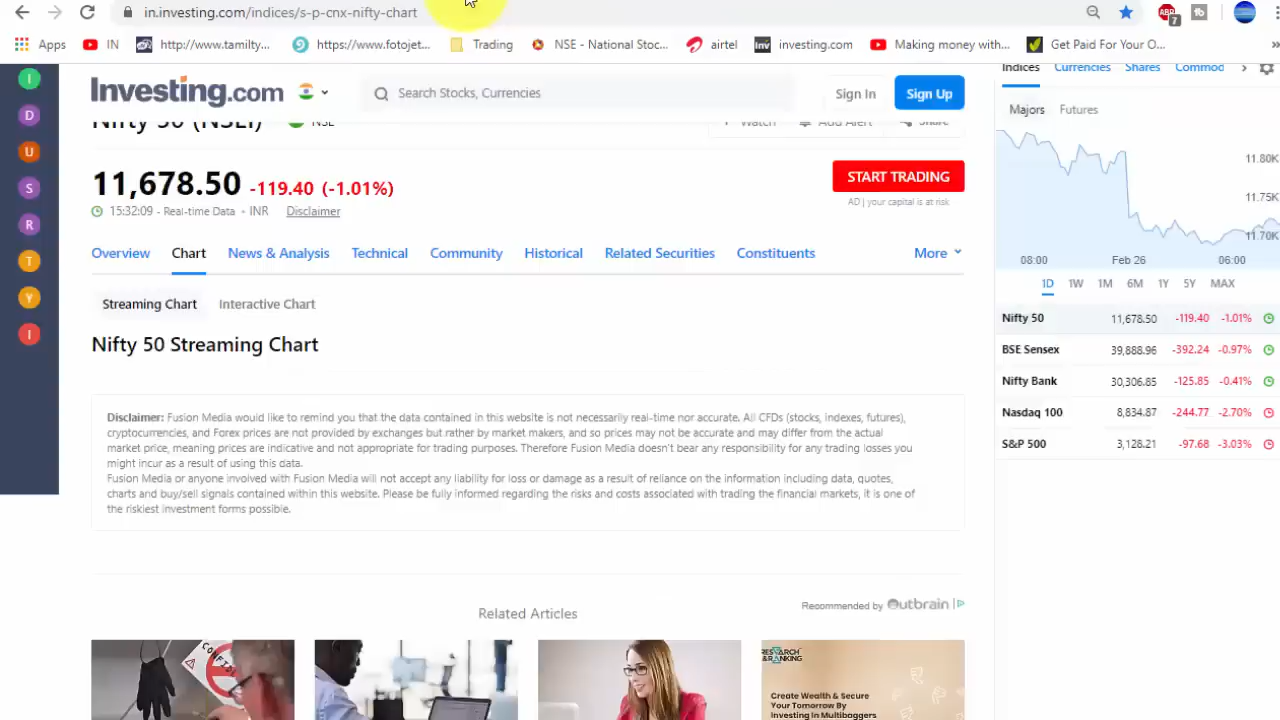 in.investing.com/indices/s-p-cnx-nifty-chart
ABP
7
Apps
IN
http://www.tamilty...
https://www.fotojet...
Trading
NSE - National Stoc...
airtel
Inv
investing.com
Making money with...
Get Paid For Your O...
»
I
D
U
S
R
T
Y
I
Investing.com
Search Stocks, Currencies
Sign In
Sign Up
Nifty 50 (NSEI)
NSE
Watch
Add Alert
Share
11,678.50 -119.40 (-1.01%)
15:32:09 - Real-time Data • INR Disclaimer
START TRADING
AD | your capital is at risk
Overview
Chart
News & Analysis
Technical
Community
Historical
Related Securities
Constituents
More
Streaming Chart
Interactive Chart
Nifty 50 Streaming Chart
Disclaimer: Fusion Media would like to remind you that the data contained in this website is not necessarily real-time nor accurate. All CFDs (stocks, indexes, futures),
cryptocurrencies, and Forex prices are not provided by exchanges but rather by market makers, and so prices may not be accurate and may differ from the actual
market price, meaning prices are indicative and not appropriate for trading purposes. Therefore Fusion Media doesn't bear any responsibility for any trading losses you
might incur as a result of using this data.
Fusion Media or anyone involved with Fusion Media will not accept any liability for loss or damage as a result of reliance on the information including data, quotes,
charts and buy/sell signals contained within this website. Please be fully informed regarding the risks and costs associated with trading the financial markets, it is one of
the riskiest investment forms possible.
Related Articles
Recommended by Outbrain
RESEARCH
& RANKING
Create Wealth & Secure
Your Tomorrow By
Investing In Multibaggers
Indices
Currencies
Shares
Commod
Majors
Futures
11.80K
11.75K
11.70K
08:00
Feb 26
06:00
1D
1W
1M
6M
1Y
5Y
MAX
Nifty 50 11,678.50 -119.40 -1.01%
BSE Sensex 39,888.96 -392.24 -0.97%
Nifty Bank 30,306.85 -125.85 -0.41%
Nasdaq 100 8,834.87 -244.77 -2.70%
S&P 500 3,128.21 -97.68 -3.03%